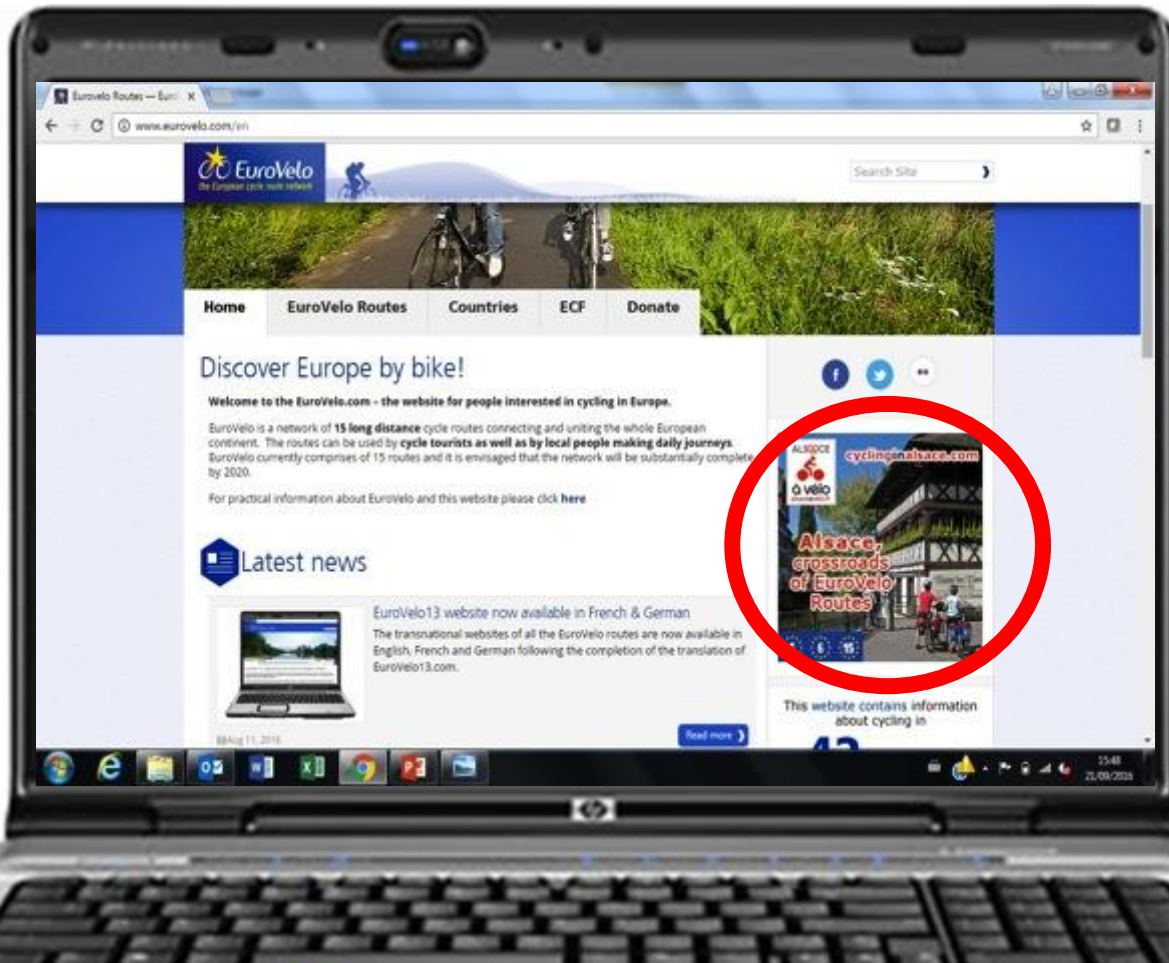 Eurovelo Routes — Euro
www.eurovelo.com/en
EuroVelo
the European cycle route network
Search Site
Home
EuroVelo Routes
Countries
ECF
Donate
Discover Europe by bike!
Welcome to the EuroVelo.com – the website for people interested in cycling in Europe.
EuroVelo is a network of 15 long distance cycle routes connecting and uniting the whole European
continent. The routes can be used by cycle tourists as well as by local people making daily journeys.
EuroVelo currently comprises of 15 routes and it is envisaged that the network will be substantially complete
by 2020.
For practical information about EuroVelo and this website please click here
Latest news
EuroVelo13 website now available in French & German
The transnational websites of all the EuroVelo routes are now available in
English, French and German following the completion of the translation of
EuroVelo13.com.
Aug 11, 2016
Read more
ALSACE
à vélo
cyclinginalsace.com
Alsace,
crossroads
of EuroVelo
Routes
6 15
This website contains information
about cycling in
15:48
21/09/2016
hp